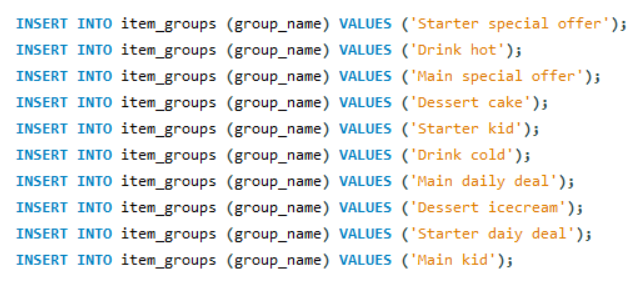 INSERT INTO item_groups (group_name) VALUES ('Starter special offer');
INSERT INTO item_groups (group_name) VALUES ('Drink hot');
INSERT INTO item_groups (group_name) VALUES ('Main special offer');
INSERT INTO item_groups (group_name) VALUES ('Dessert cake');
INSERT INTO item_groups (group_name) VALUES ('Starter kid');
INSERT INTO item_groups (group_name) VALUES ('Drink cold');
INSERT INTO item_groups (group_name) VALUES ('Main daily deal');
INSERT INTO item_groups (group_name) VALUES ('Dessert icecream');
INSERT INTO item_groups (group_name) VALUES ('Starter daiy deal');
INSERT INTO item_groups (group_name) VALUES ('Main kid');